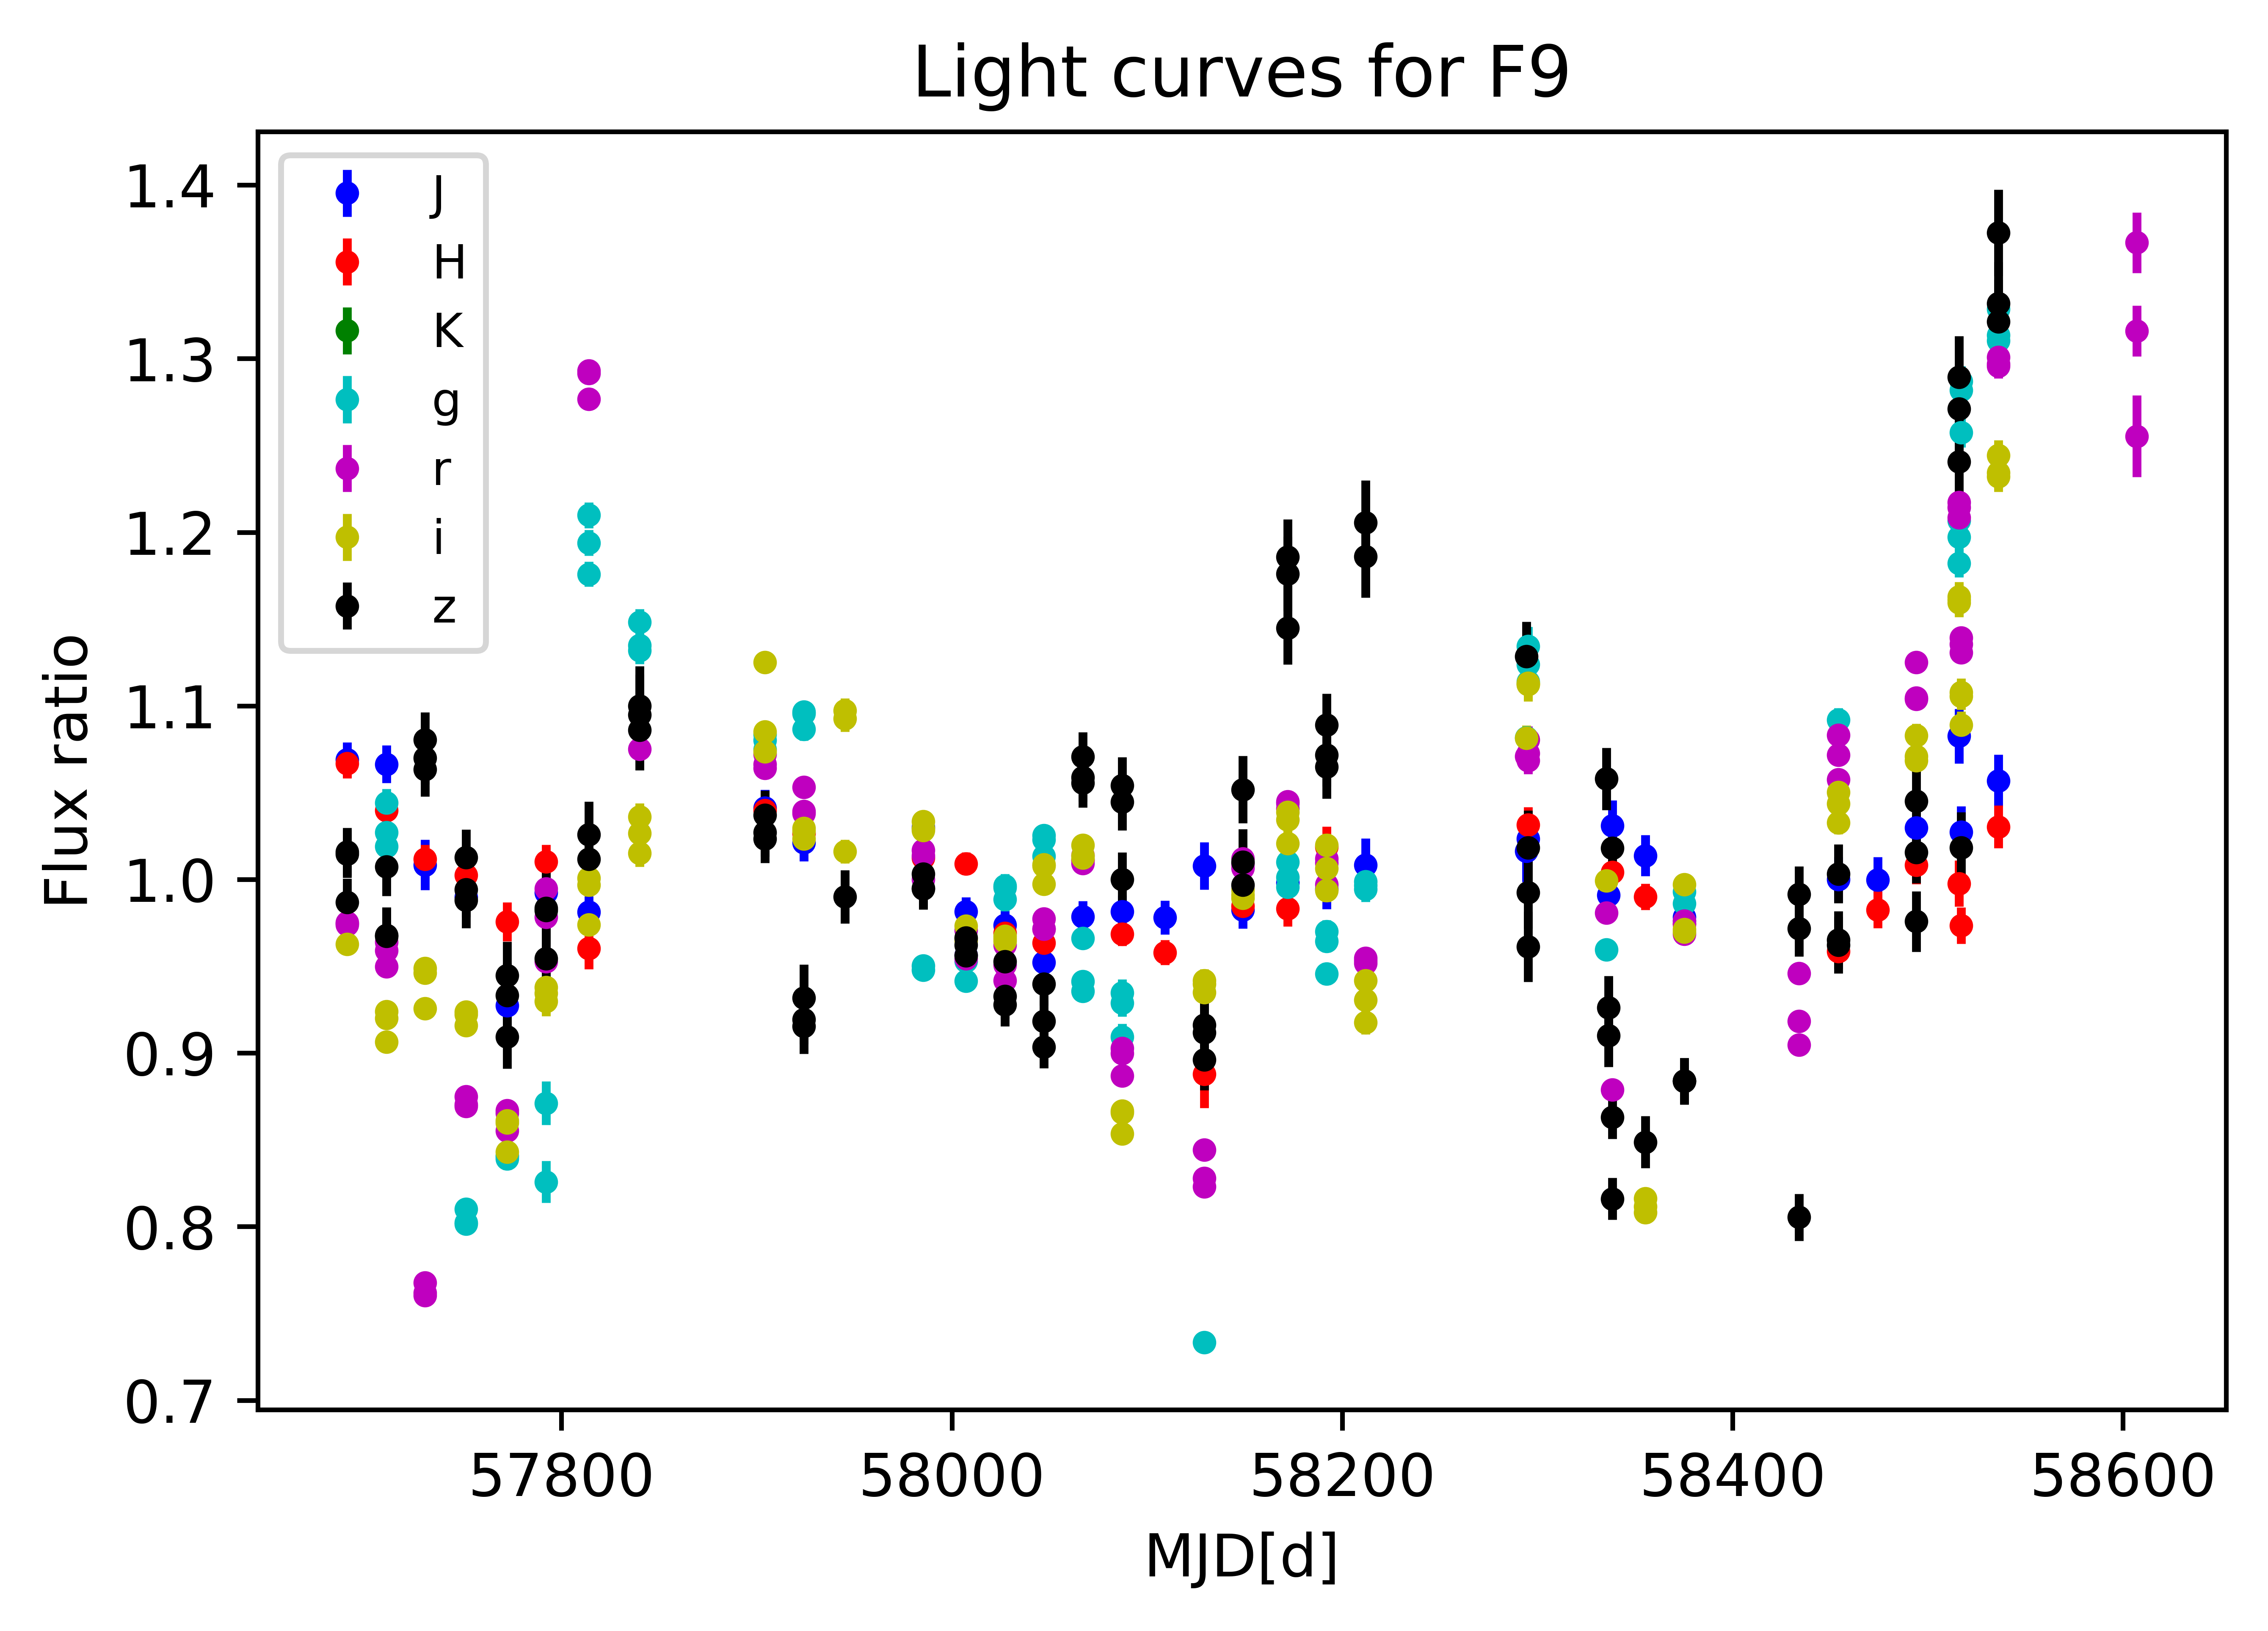 Light curves for F9
1.4
1.3
1.2
1.1
1.0
0.9
0.8
0.7
Flux ratio
J
H
K
g
r
i
z
57800 58000 58200 58400 58600
MJD[d]